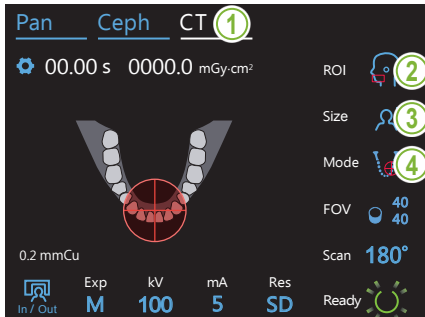 Pan Ceph CT 1
00.00 s 0000.0 mGy·cm²
ROI 2
Size 3
Mode 4
FOV 40
40
0.2 mmCu
Scan 180°
Exp kV mA Res
In / Out M 100 5 SD
Ready